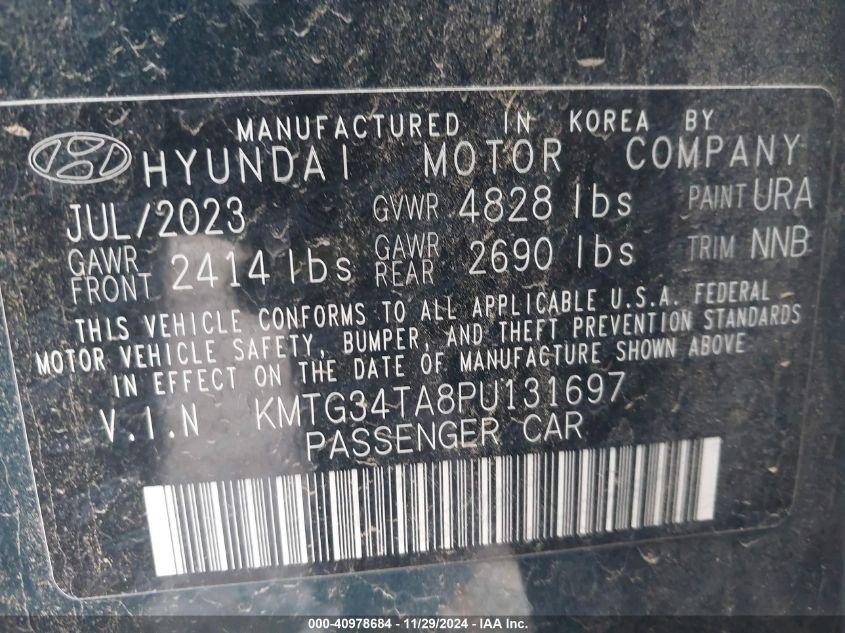 MANUFACTURED IN KOREA BY
HYUNDAI MOTOR COMPANY
JUL/2023 GVWR 4828 lbs PAINT URA
GAWR FRONT 2414 lbs GAWR REAR 2690 lbs TRIM NNB
THIS VEHICLE CONFORMS TO ALL APPLICABLE U.S.A. FEDERAL
MOTOR VEHICLE SAFETY, BUMPER, AND THEFT PREVENTION STANDARDS
IN EFFECT ON THE DATE OF MANUFACTURE SHOWN ABOVE
V.I.N KMTG34TA8PU131697
PASSENGER CAR
000-40978684 - 11/29/2024 - IAA Inc.